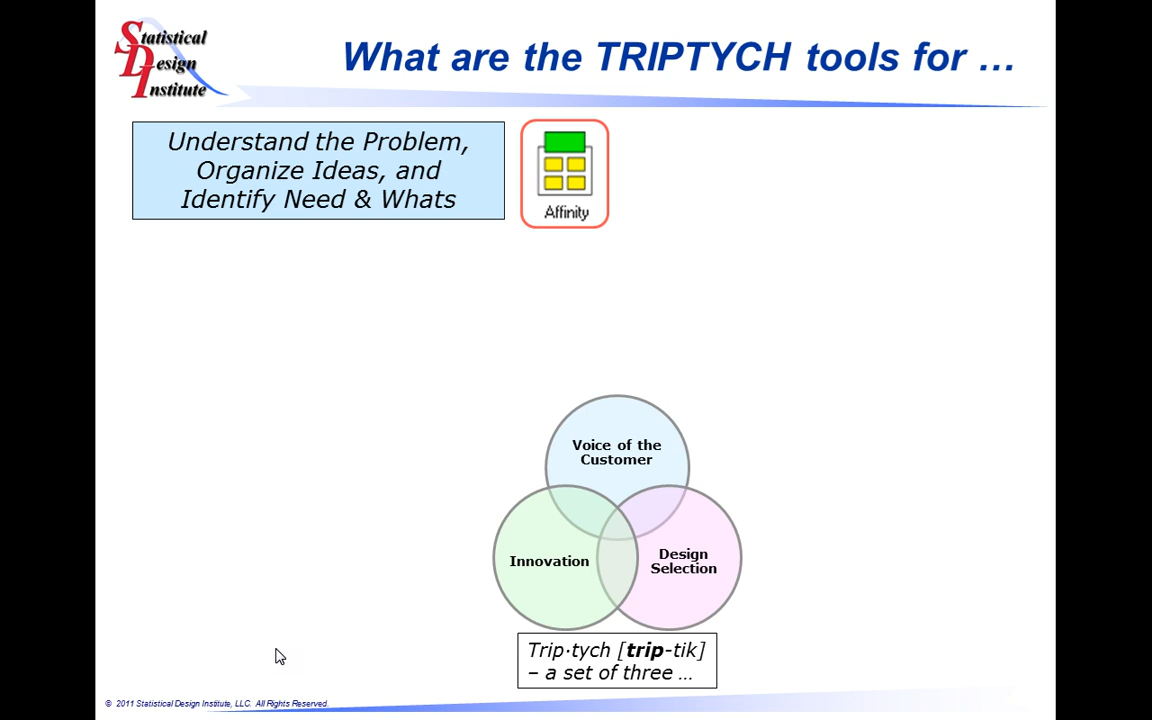 Statistical
Design
Institute
What are the TRIPTYCH tools for ...
Understand the Problem,
Organize Ideas, and
Identify Need & Whats
Affinity
Voice of the
Customer
Innovation
Design
Selection
Trip·tych [trip-tik]
– a set of three ...
© 2011 Statistical Design Institute, LLC. All Rights Reserved.